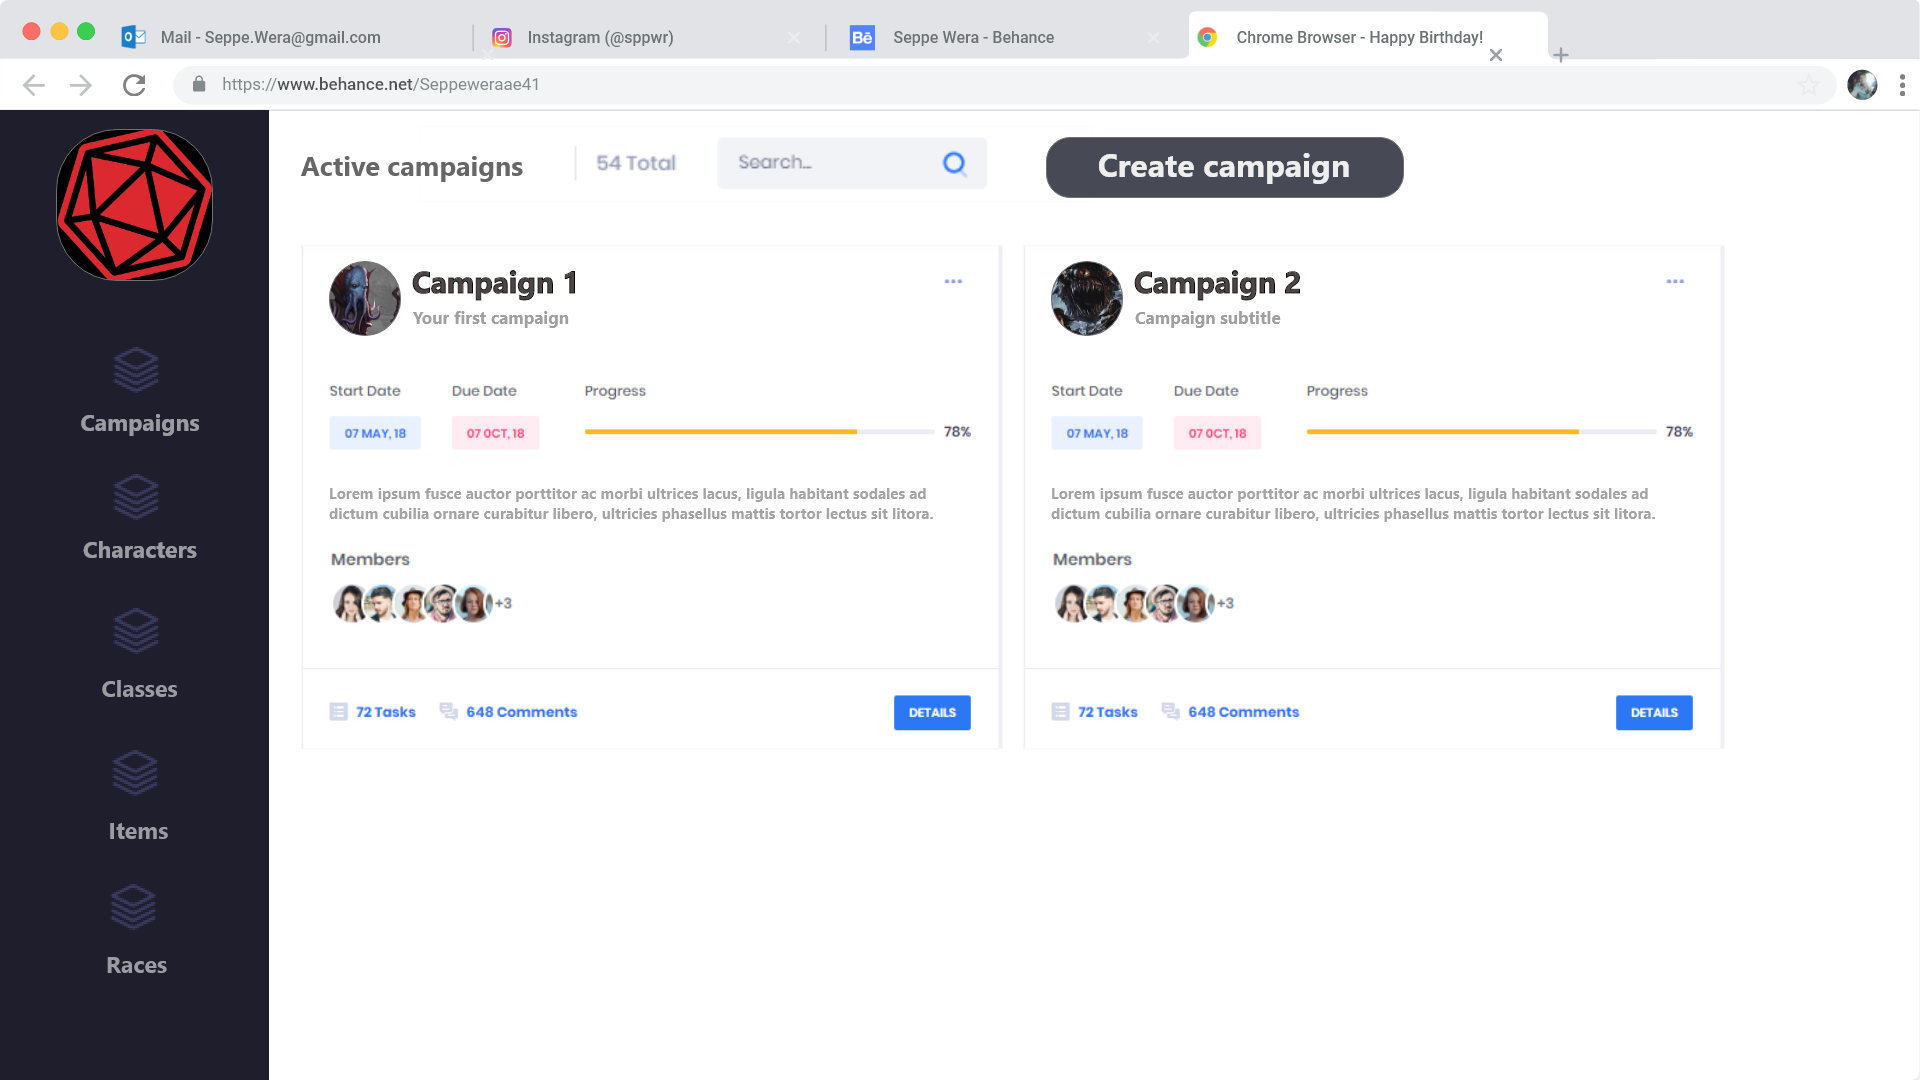 Mail - Seppe.Wera@gmail.com
Instagram (@sppwr)
Bē
Seppe Wera - Behance
Chrome Browser - Happy Birthday!
https://www.behance.net/Seppeweraae41
Active campaigns
54 Total
Search...
Create campaign
Campaigns
Characters
Classes
Items
Races
Campaign 1
Your first campaign
Start Date
Due Date
Progress
07 MAY, 18
07 OCT, 18
78%
Lorem ipsum fusce auctor porttitor ac morbi ultrices lacus, ligula habitant sodales ad
dictum cubilia ornare curabitur libero, ultricies phasellus mattis tortor lectus sit litora.
Members
+3
72 Tasks
648 Comments
DETAILS
Campaign 2
Campaign subtitle
Start Date
Due Date
Progress
07 MAY, 18
07 OCT, 18
78%
Lorem ipsum fusce auctor porttitor ac morbi ultrices lacus, ligula habitant sodales ad
dictum cubilia ornare curabitur libero, ultricies phasellus mattis tortor lectus sit litora.
Members
+3
72 Tasks
648 Comments
DETAILS